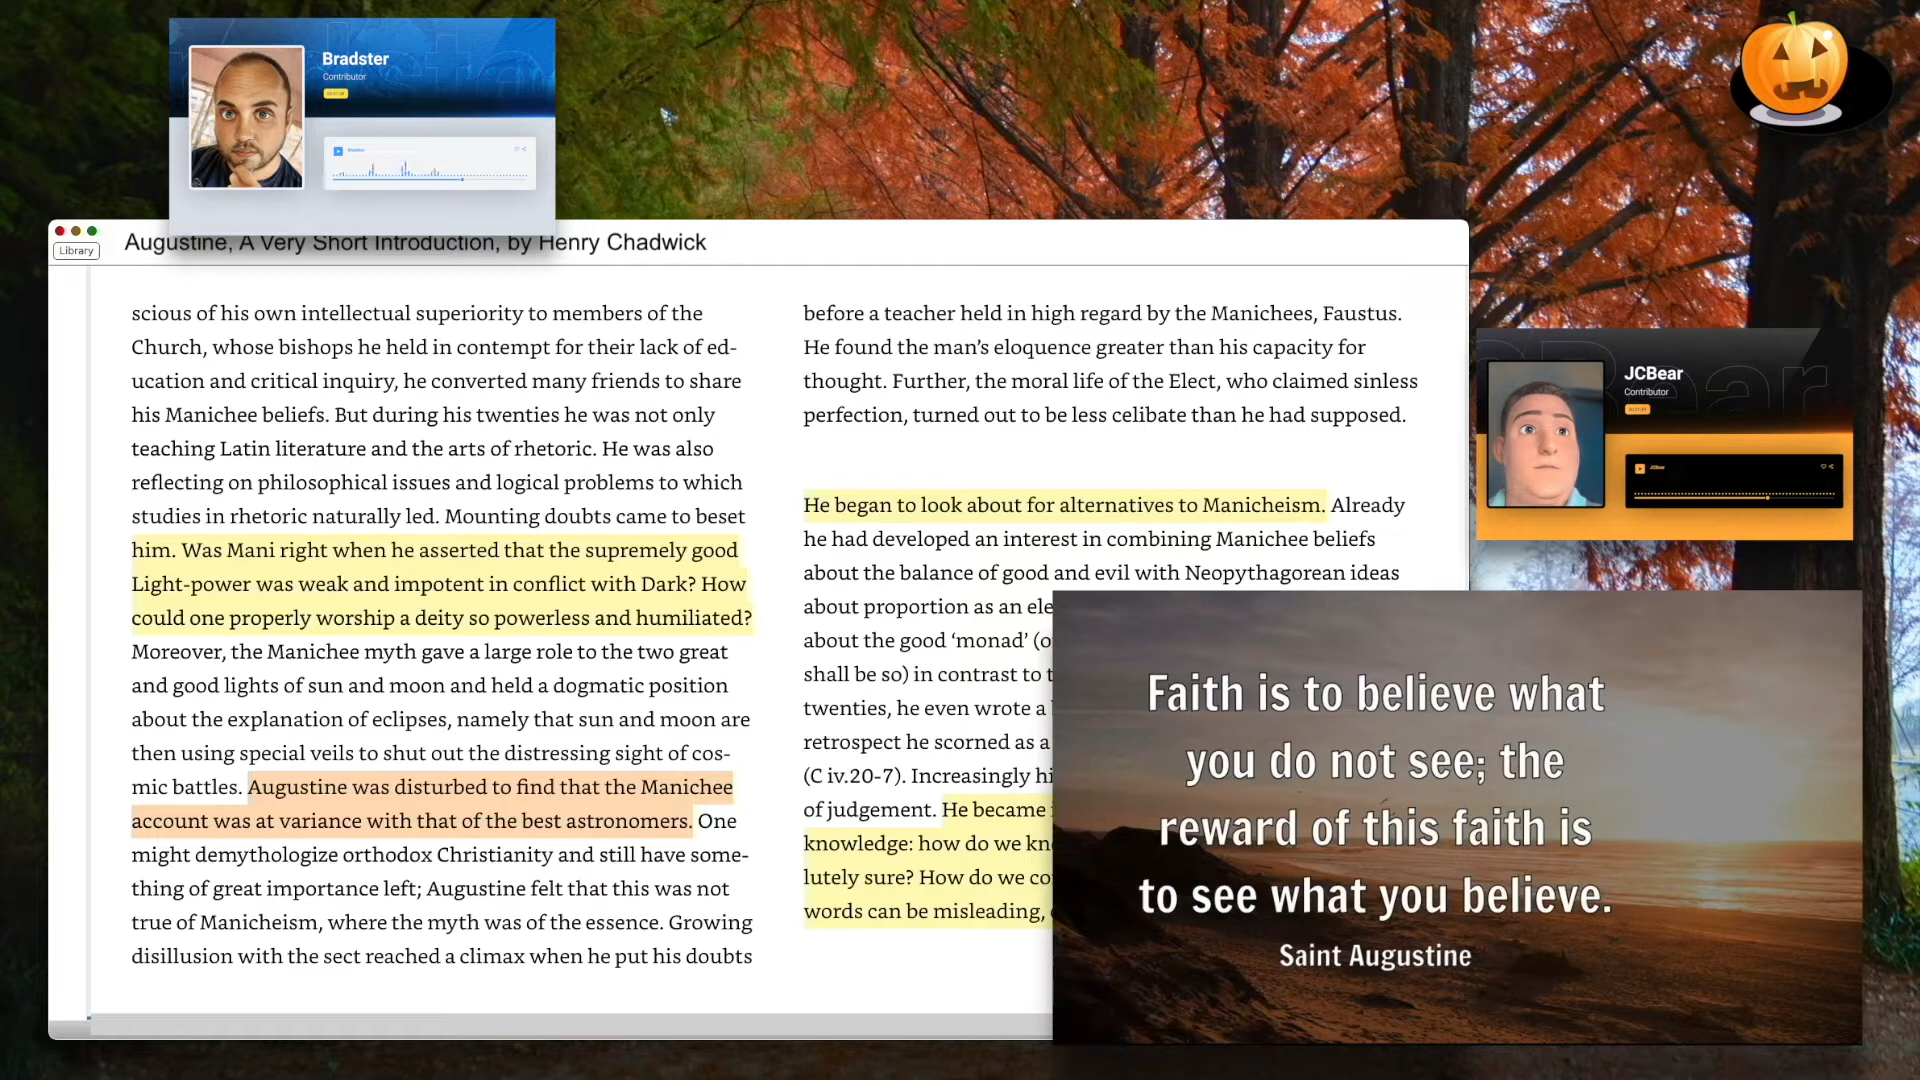 Bradster
Contributor
Bradster
Library
Augustine, A Very Short Introduction, by Henry Chadwick
scious of his own intellectual superiority to members of the
Church, whose bishops he held in contempt for their lack of ed-
ucation and critical inquiry, he converted many friends to share
his Manichee beliefs. But during his twenties he was not only
teaching Latin literature and the arts of rhetoric. He was also
reflecting on philosophical issues and logical problems to which
studies in rhetoric naturally led. Mounting doubts came to beset
him. Was Mani right when he asserted that the supremely good
Light-power was weak and impotent in conflict with Dark? How
could one properly worship a deity so powerless and humiliated?
Moreover, the Manichee myth gave a large role to the two great
and good lights of sun and moon and held a dogmatic position
about the explanation of eclipses, namely that sun and moon are
then using special veils to shut out the distressing sight of cos-
mic battles. Augustine was disturbed to find that the Manichee
account was at variance with that of the best astronomers. One
might demythologize orthodox Christianity and still have some-
thing of great importance left; Augustine felt that this was not
true of Manicheism, where the myth was of the essence. Growing
disillusion with the sect reached a climax when he put his doubts
before a teacher held in high regard by the Manichees, Faustus.
He found the man's eloquence greater than his capacity for
thought. Further, the moral life of the Elect, who claimed sinless
perfection, turned out to be less celibate than he had supposed.
He began to look about for alternatives to Manicheism. Already
he had developed an interest in combining Manichee beliefs
about the balance of good and evil with Neopythagorean ideas
about proportion as an ele
about the good ‘monad’ (o
shall be so) in contrast to t
twenties, he even wrote a
retrospect he scorned as a
(C iv.20-7). Increasingly hi
of judgement. He became
knowledge: how do we kn
lutely sure? How do we co
words can be misleading,
JCBear
Contributor
JCBear
Faith is to believe what
you do not see; the
reward of this faith is
to see what you believe.
Saint Augustine